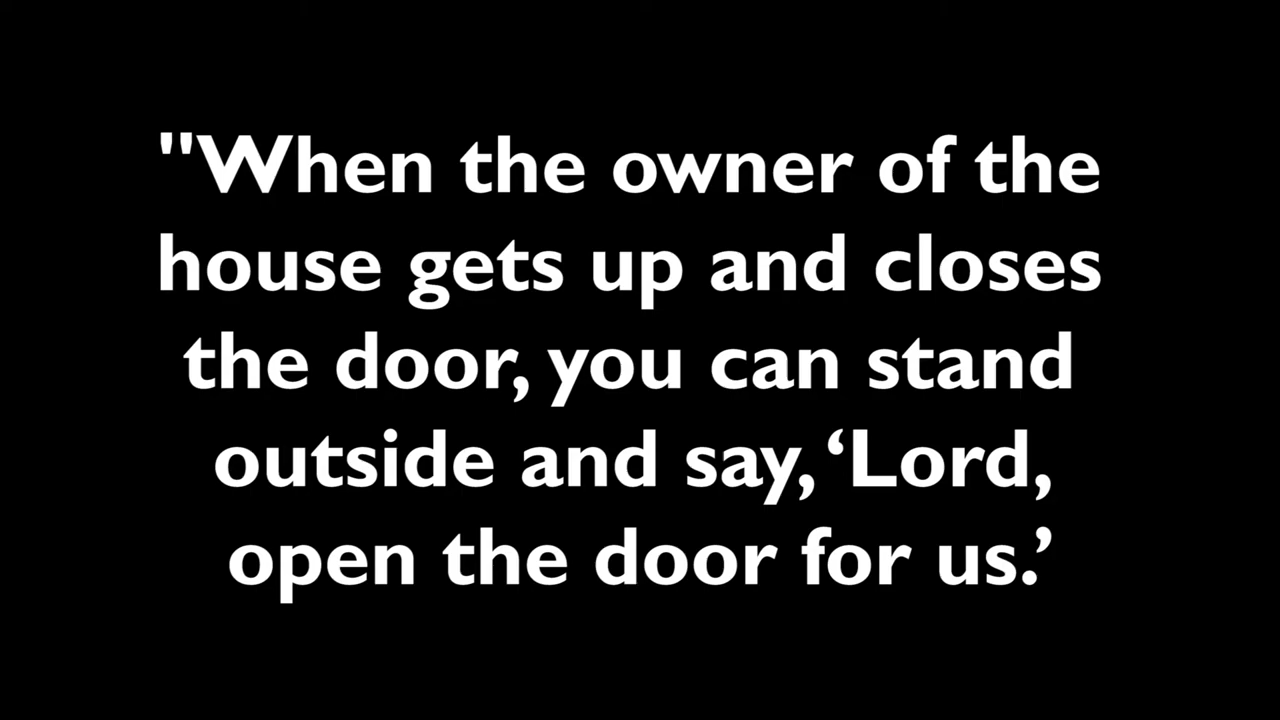 "When the owner of the
house gets up and closes
the door, you can stand
outside and say, ‘Lord,
open the door for us.’